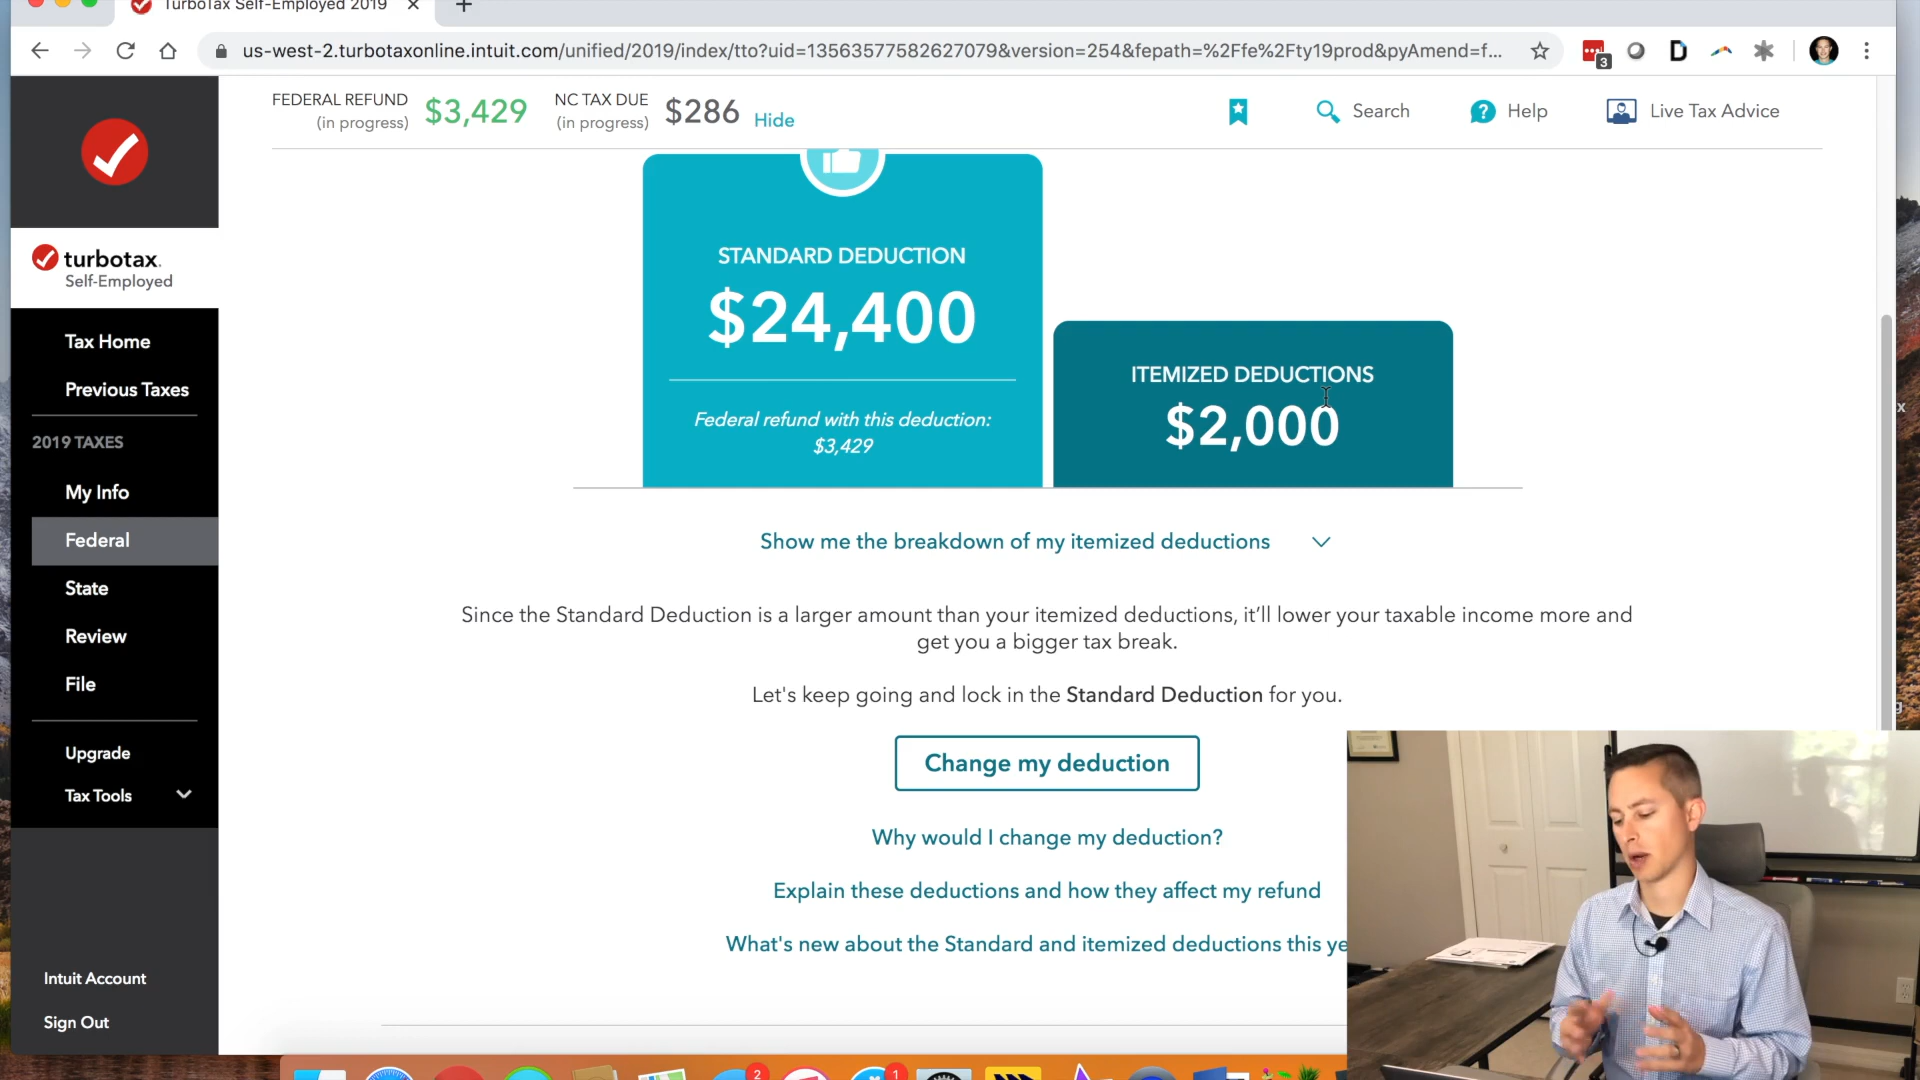 TurboTax Self-Employed 2019
us-west-2.turbotaxonline.intuit.com/unified/2019/index/tto?uid=13563577582627079&version=254&fepath=%2Ffe%2Fty19prod&pyAmend=f...
3
FEDERAL REFUND
(in progress)
$3,429
NC TAX DUE
(in progress)
$286
Hide
Search
Help
Live Tax Advice
turbotax.
Self-Employed
Tax Home
Previous Taxes
2019 TAXES
My Info
Federal
State
Review
File
Upgrade
Tax Tools
Intuit Account
Sign Out
STANDARD DEDUCTION
$24,400
Federal refund with this deduction:
$3,429
ITEMIZED DEDUCTIONS
$2,000
Show me the breakdown of my itemized deductions
Since the Standard Deduction is a larger amount than your itemized deductions, it'll lower your taxable income more and
get you a bigger tax break.
Let's keep going and lock in the Standard Deduction for you.
Change my deduction
Why would I change my deduction?
Explain these deductions and how they affect my refund
What's new about the Standard and itemized deductions this ye
2
1